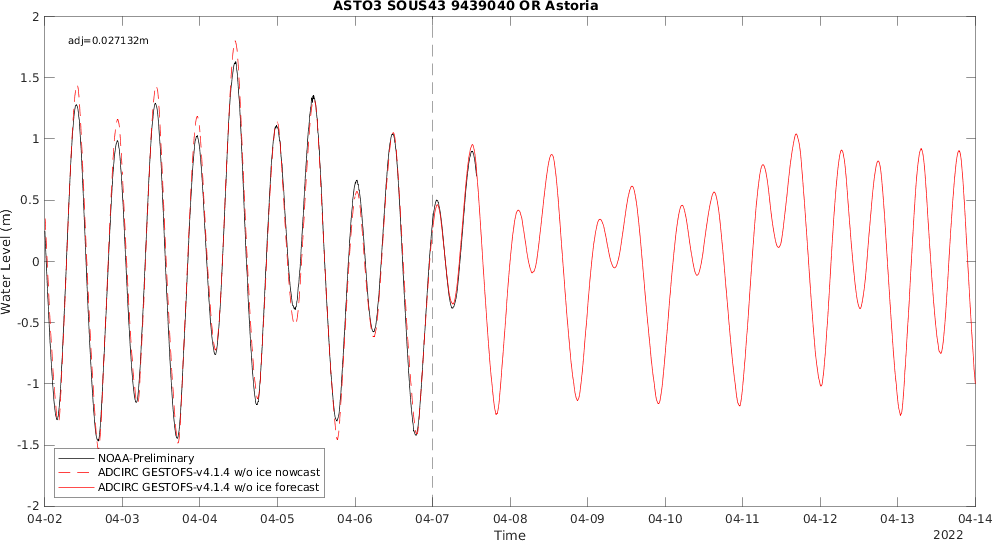 ASTO3 SOUS43 9439040 OR Astoria
adj=0.027132m
2
1.5
1
0.5
0
-0.5
-1
-1.5
-2
Water Level (m)
NOAA-Preliminary
ADCIRC GESTOFS-v4.1.4 w/o ice nowcast
ADCIRC GESTOFS-v4.1.4 w/o ice forecast
04-02 04-03 04-04 04-05 04-06 04-07 04-08 04-09 04-10 04-11 04-12 04-13 04-14
Time
2022